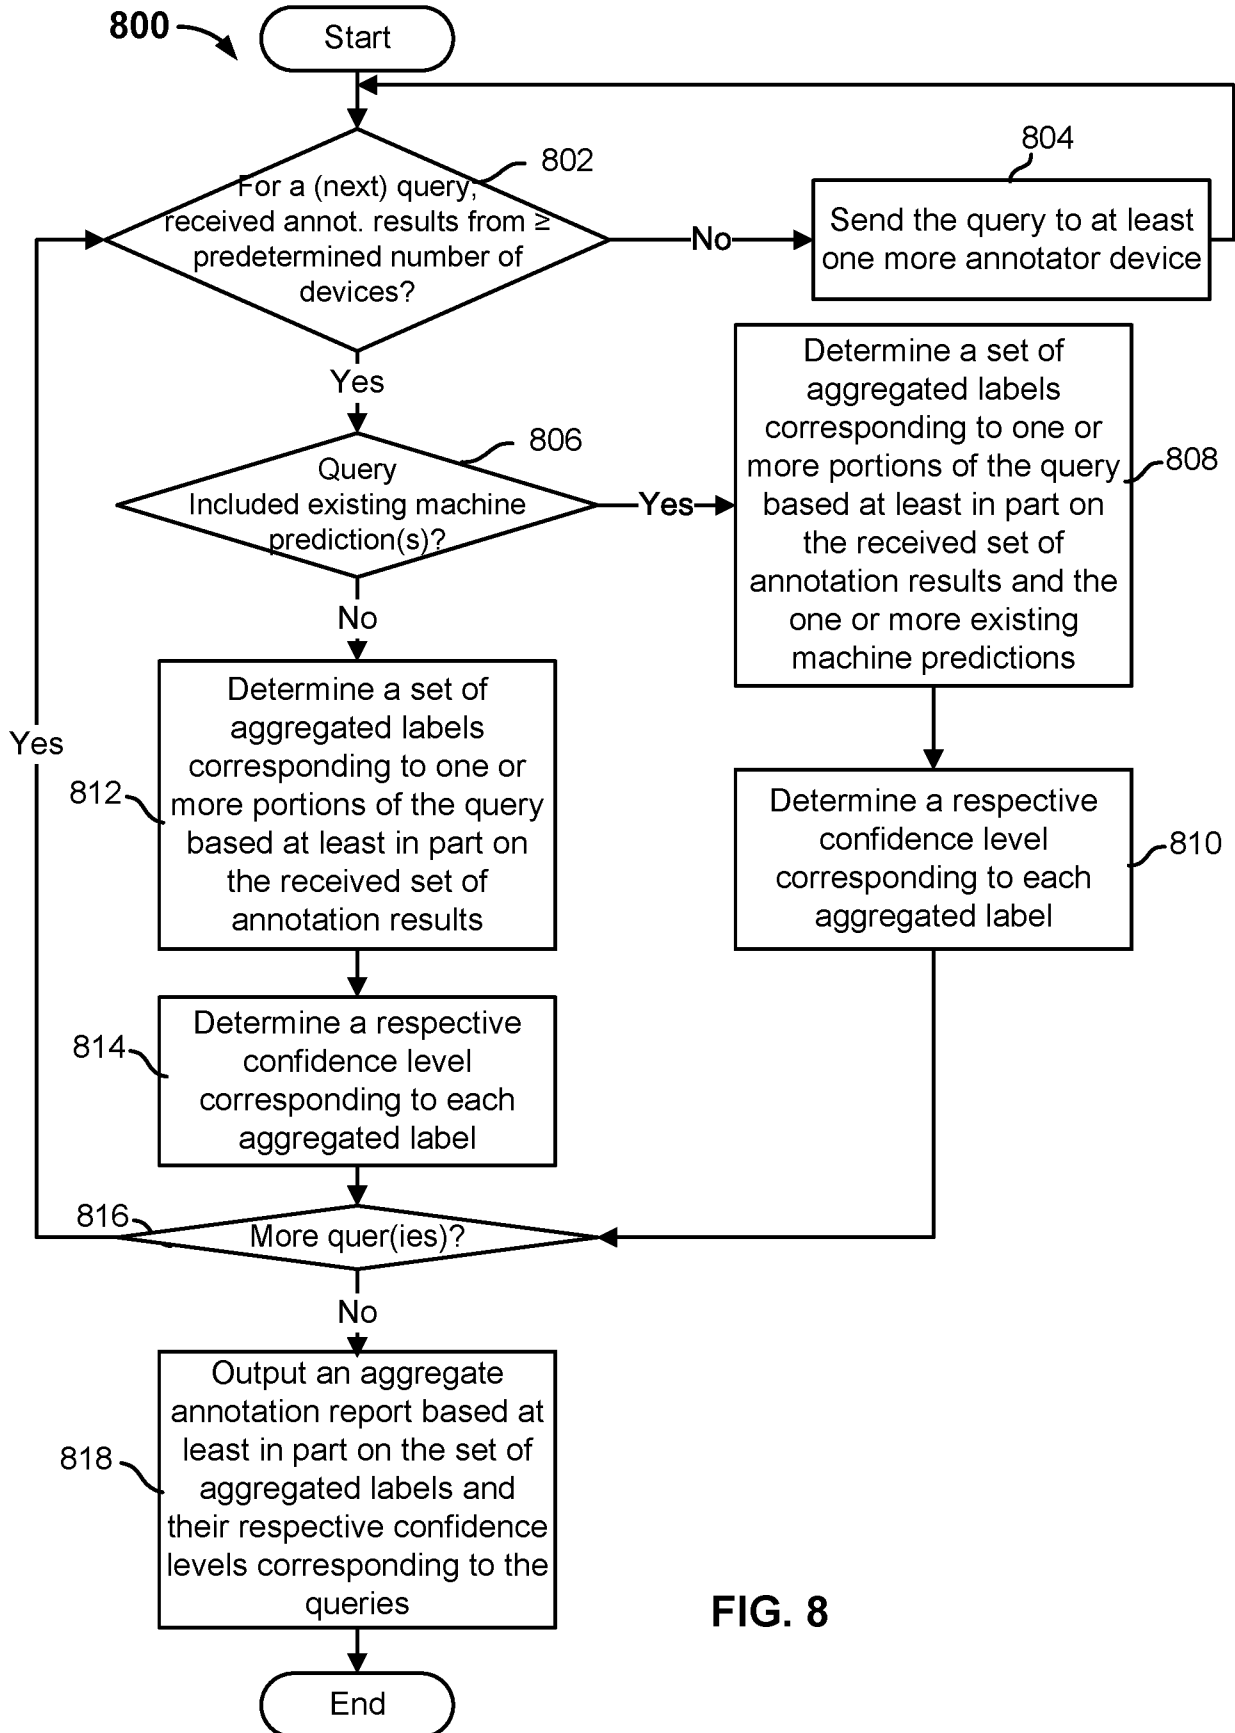 800
Start
802
For a (next) query,
received annot. results from ≥
predetermined number of
devices?
No
804
Send the query to at least
one more annotator device
Yes
806
Query
Included existing machine
prediction(s)?
Yes
808
Determine a set of
aggregated labels
corresponding to one or
more portions of the query
based at least in part on
the received set of
annotation results and the
one or more existing
machine predictions
No
810
Determine a respective
confidence level
corresponding to each
aggregated label
812
Determine a set of
aggregated labels
corresponding to one or
more portions of the query
based at least in part on
the received set of
annotation results
Yes
814
Determine a respective
confidence level
corresponding to each
aggregated label
816
More quer(ies)?
No
818
Output an aggregate
annotation report based at
least in part on the set of
aggregated labels and
their respective confidence
levels corresponding to the
queries
End
FIG. 8